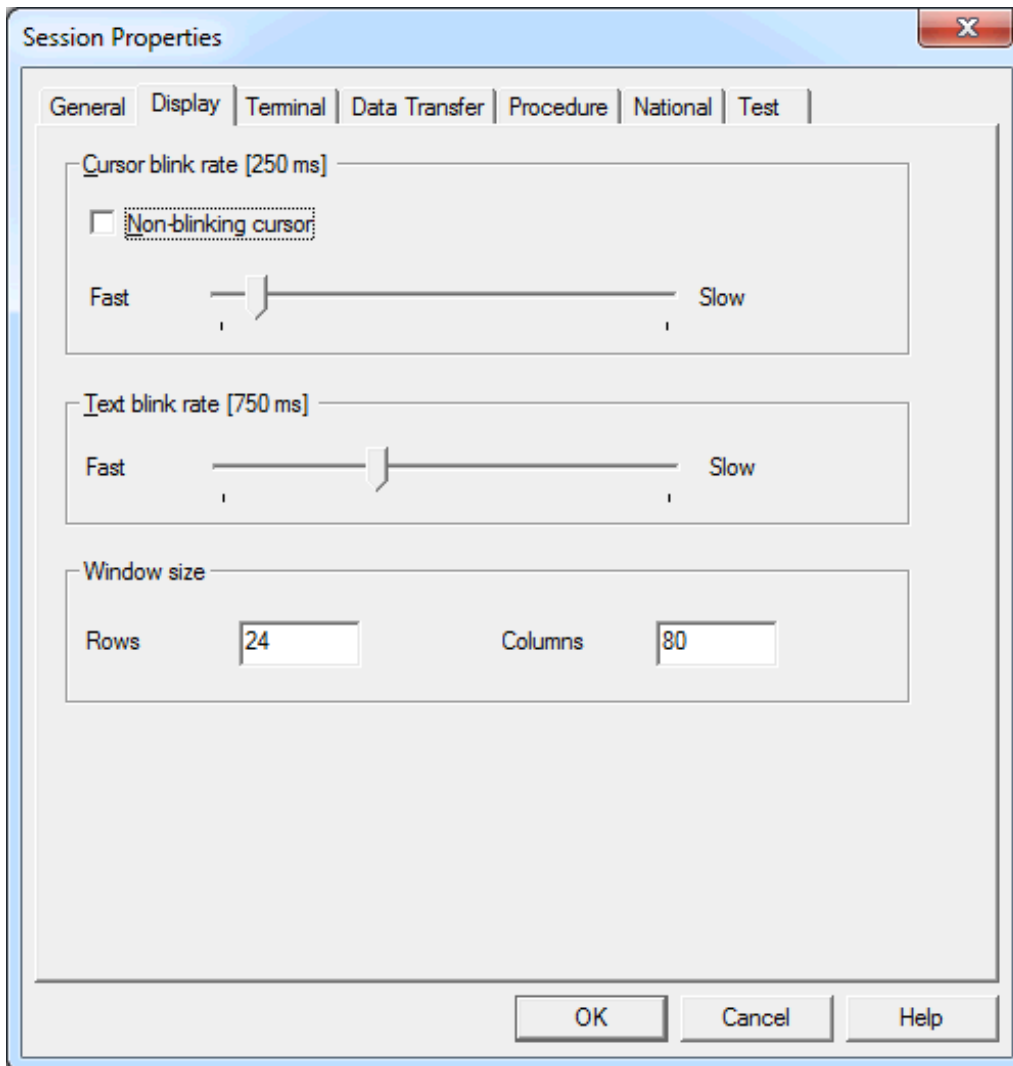 Session Properties
General Display Terminal Data Transfer Procedure National Test
Cursor blink rate [250 ms]
Non-blinking cursor
Fast Slow
Text blink rate [750 ms]
Fast Slow
Window size
Rows 24 Columns 80
OK Cancel Help